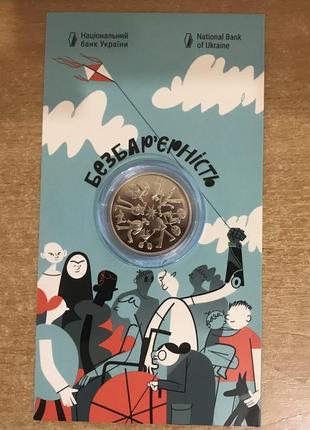 Національний
банк України
National Bank
of Ukraine
безбар'єрність